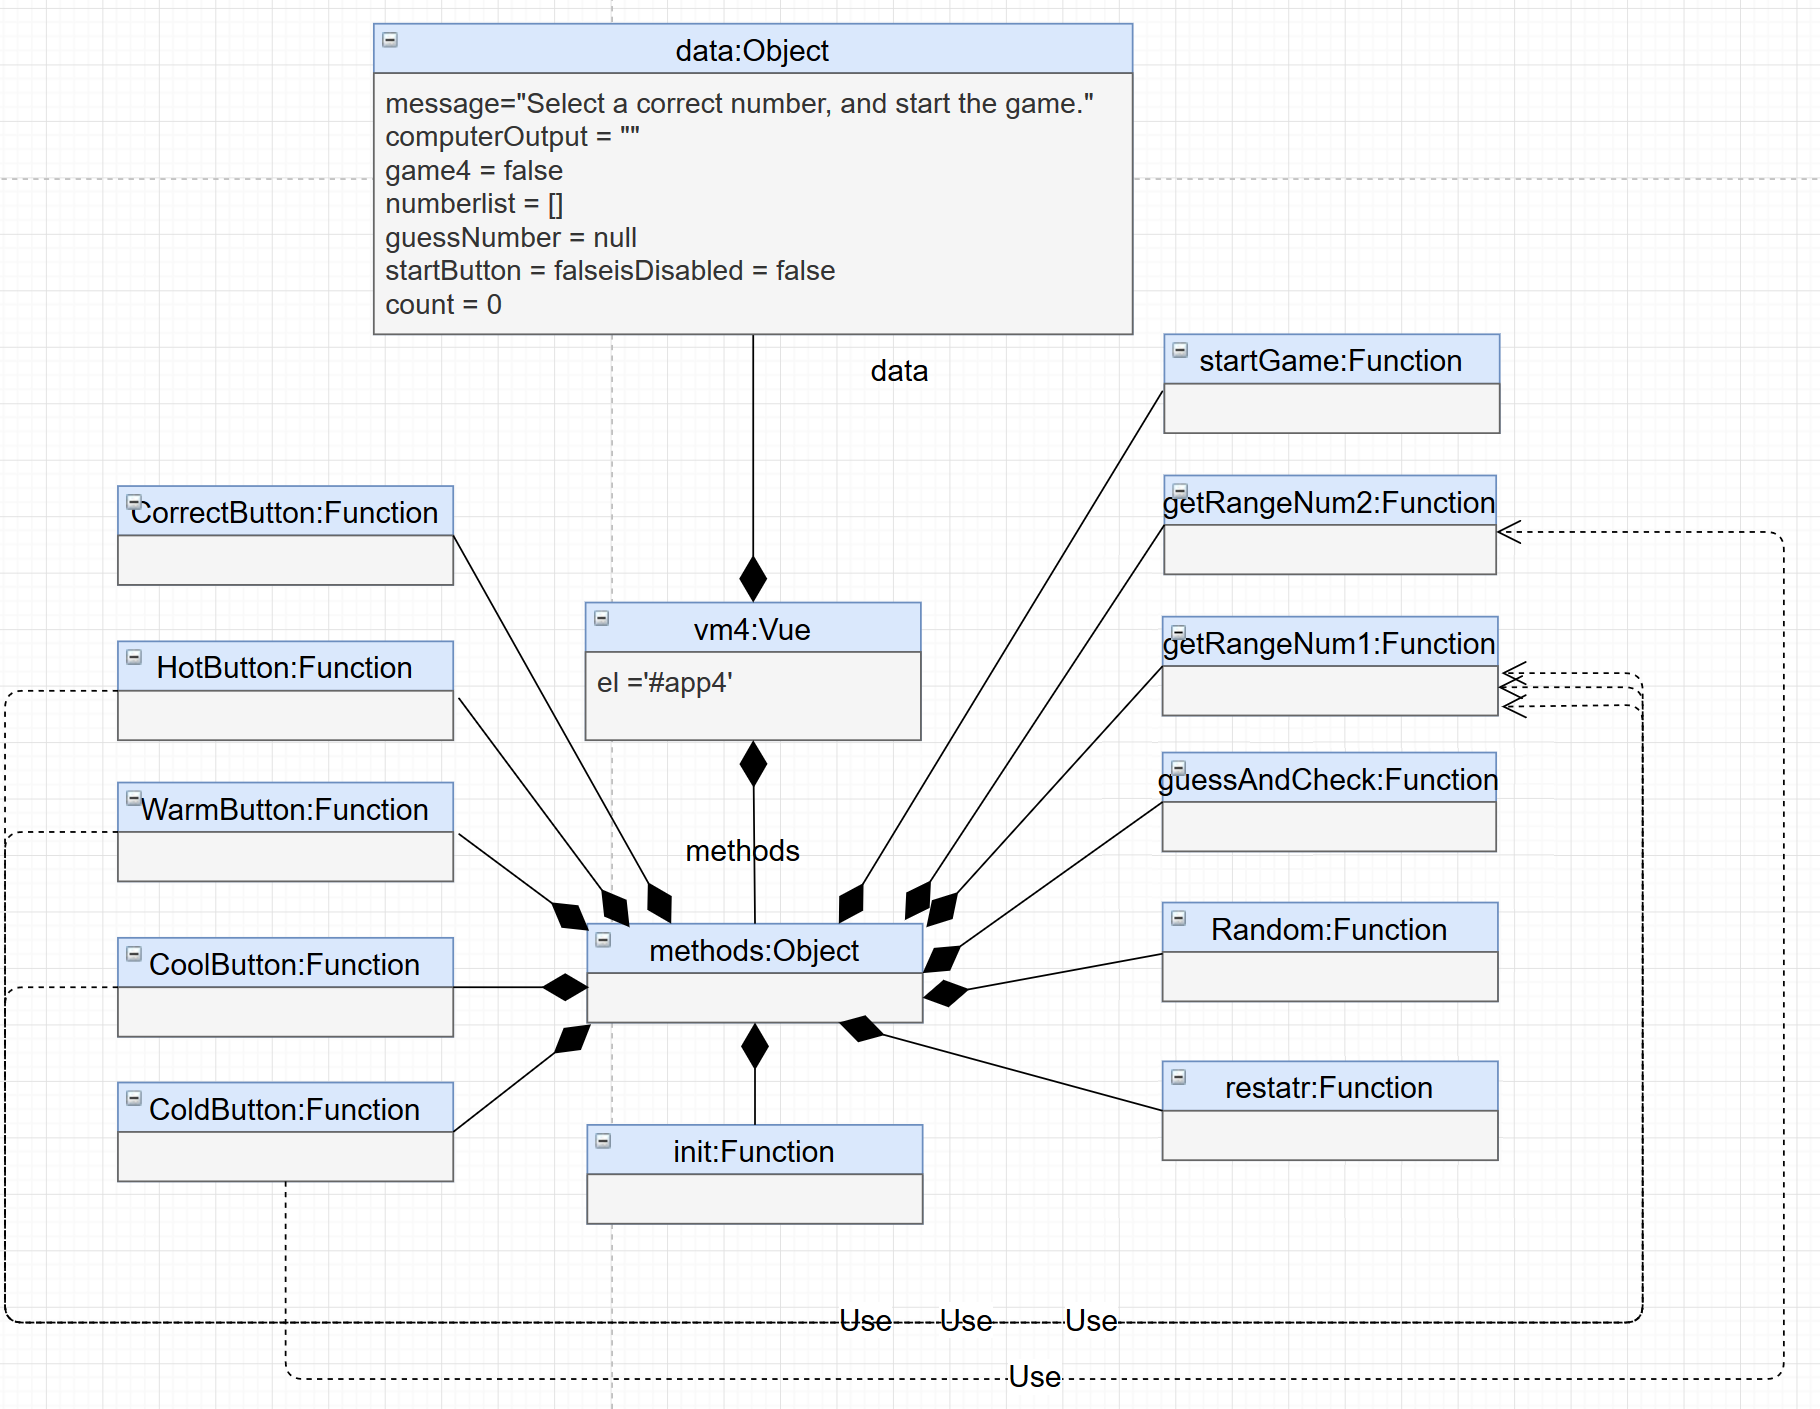 data:Object
message="Select a correct number, and start the game."
computerOutput = ""
game4 = false
numberlist = []
guessNumber = null
startButton = falseisDisabled = false
count = 0
data
startGame:Function
getRangeNum2:Function
CorrectButton:Function
vm4:Vue
el ='#app4'
getRangeNum1:Function
HotButton:Function
guessAndCheck:Function
WarmButton:Function
methods
Random:Function
methods:Object
CoolButton:Function
restatr:Function
ColdButton:Function
init:Function
Use Use Use
Use